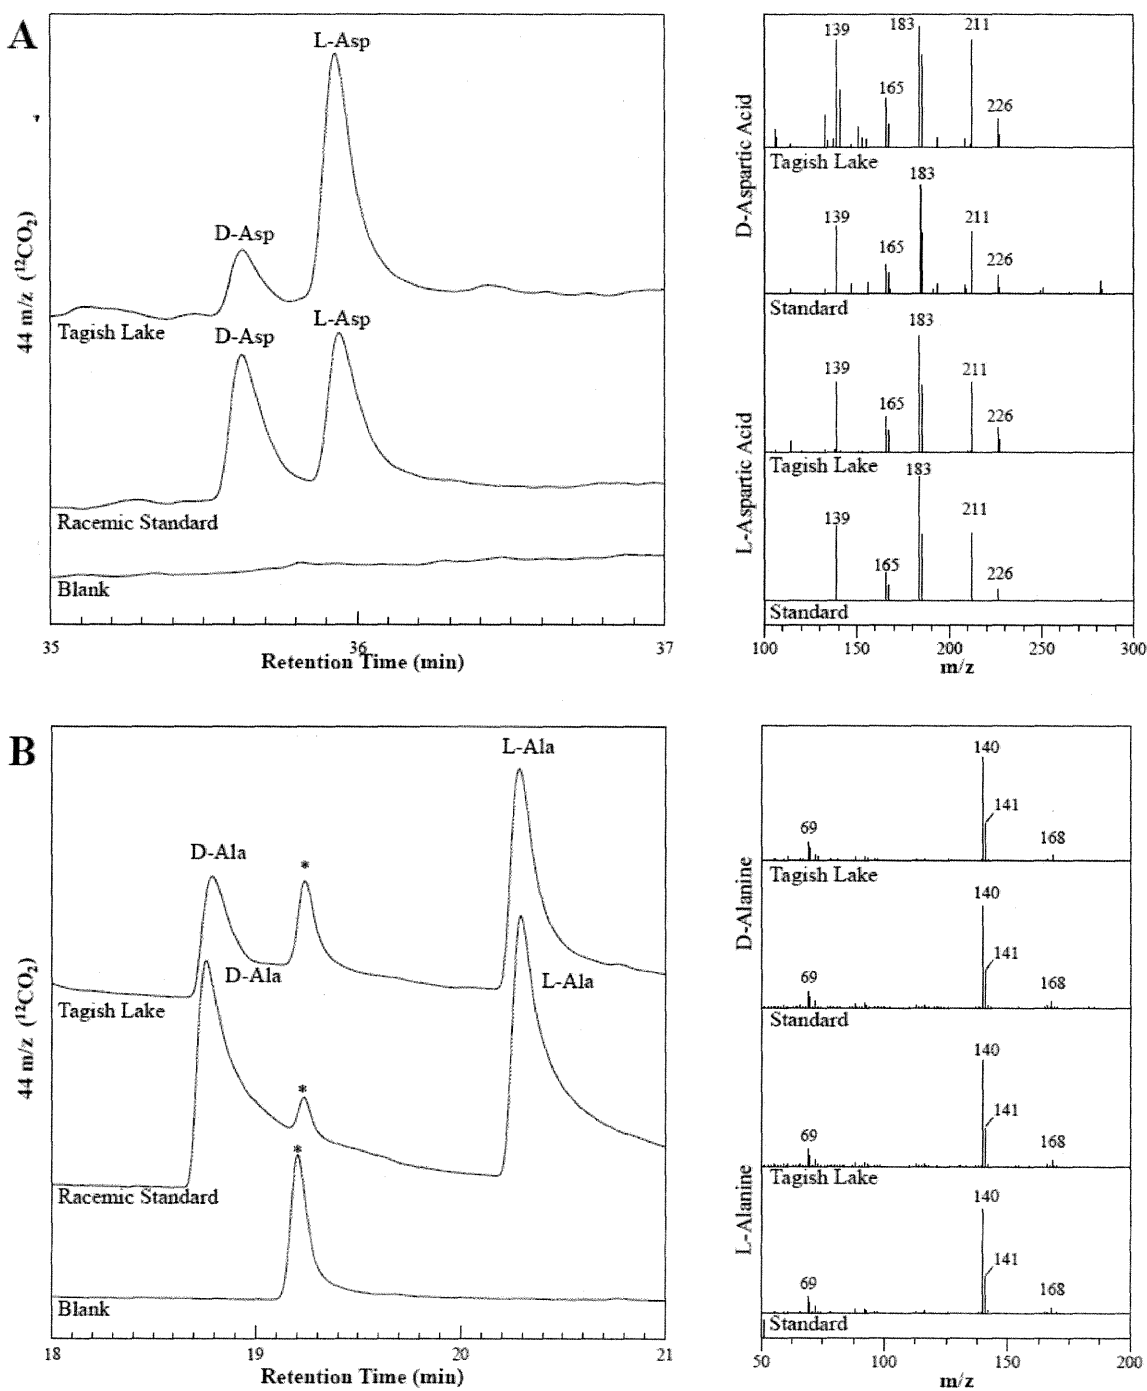 A
L-Asp
D-Asp
Tagish Lake
D-Asp
L-Asp
Racemic Standard
Blank
44 m/z (¹²CO₂)
35 36 37
Retention Time (min)
139 183 211
165
226
Tagish Lake
183
139 211
165
226
Standard
D-Aspartic Acid
183
139 211
165
226
Tagish Lake
183
139 211
165
226
Standard
L-Aspartic Acid
100 150 200 250 300
m/z
B
L-Ala
D-Ala
*
Tagish Lake
D-Ala
L-Ala
*
Racemic Standard
*
Blank
44 m/z (¹²CO₂)
18 19 20 21
Retention Time (min)
140
141
69 168
Tagish Lake
140
141
69 168
Standard
D-Alanine
140
141
69 168
Tagish Lake
140
141
69 168
Standard
L-Alanine
50 100 150 200
m/z